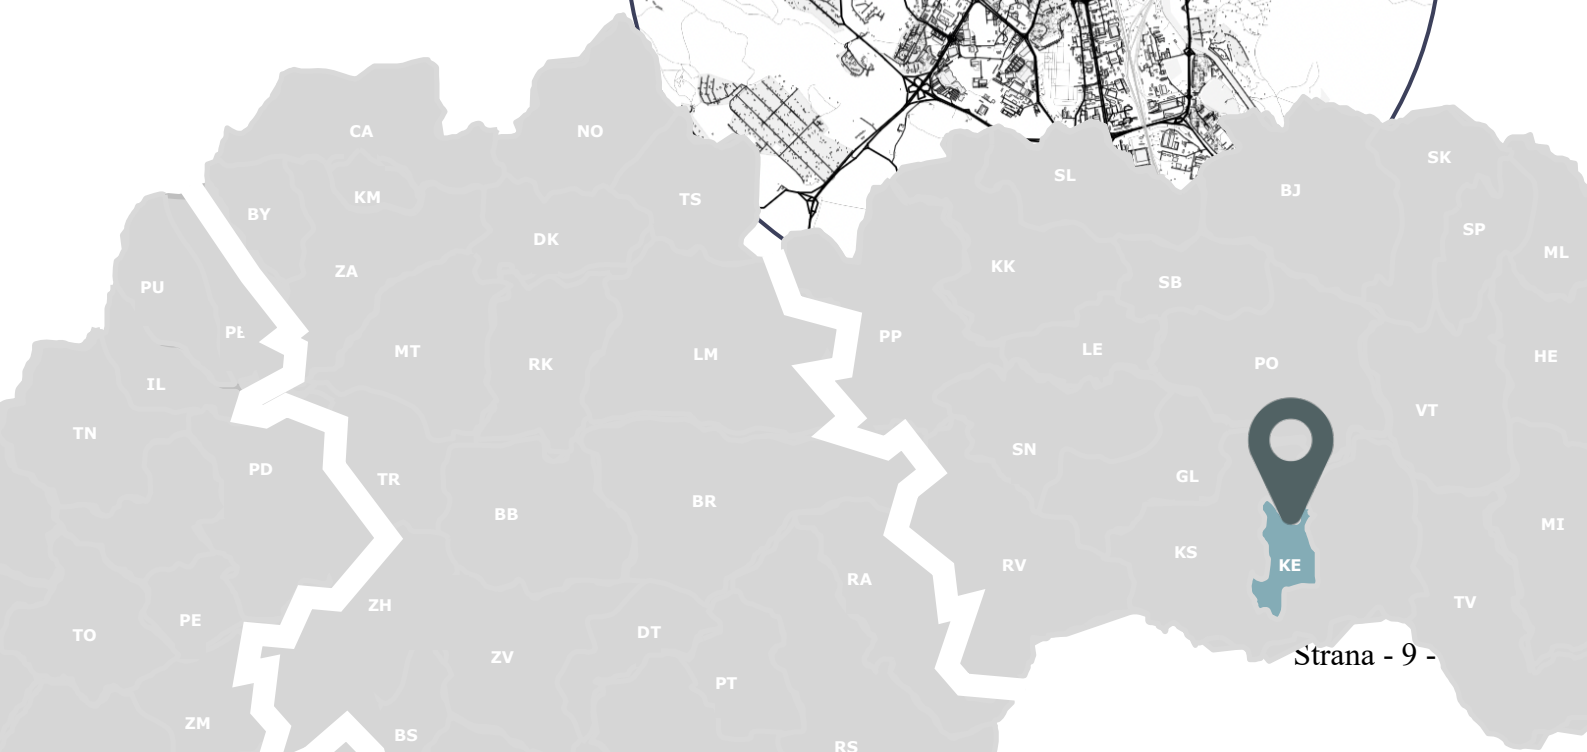 CA
NO
SK
SL
BJ
KM
TS
BY
SP
DK
ML
KK
ZA
SB
PU
PŁ
PP
MT
LE
LM
HE
RK
PO
IL
VT
TN
SN
PD
GL
TR
BR
BB
MI
KS
RV
KE
RA
TV
ZH
PE
DT
TO
Strana - 9 -
ZV
PT
ZM
BS
RS